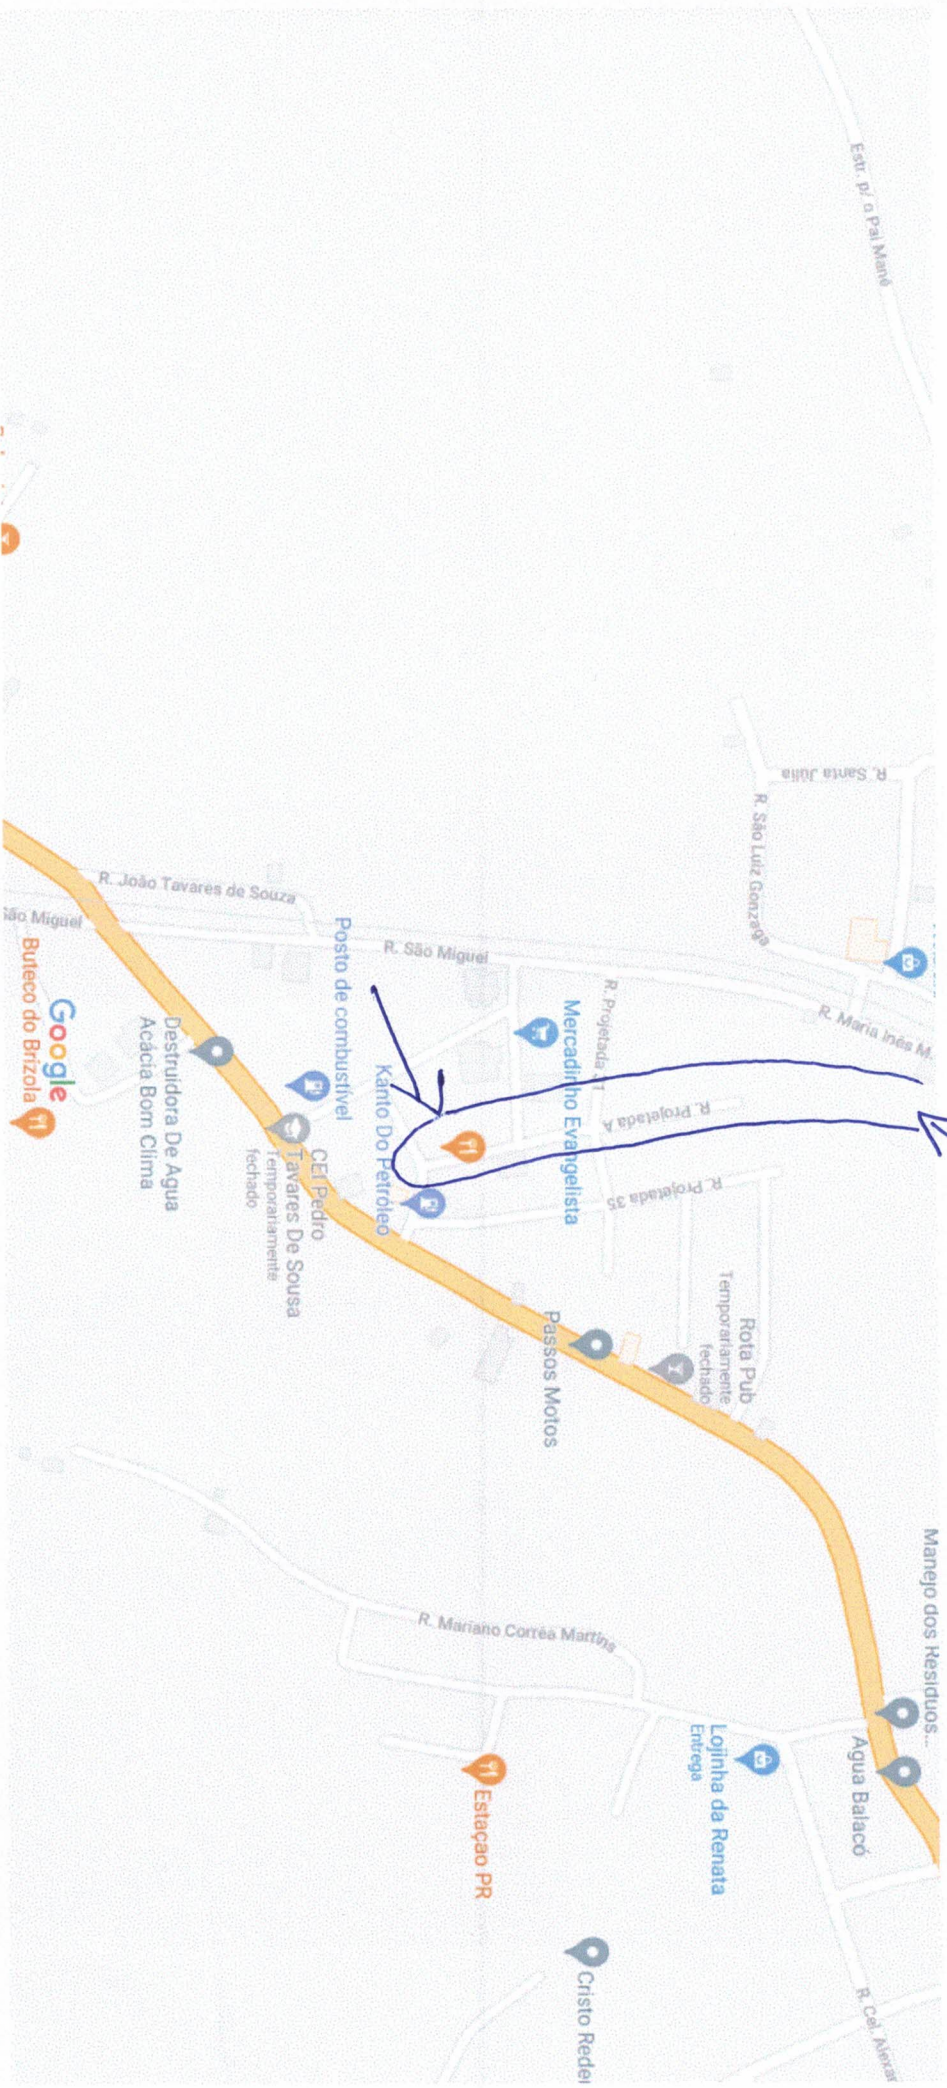 Manejo dos Resíduos...
Estr. p/ o Pai Mané
R. Maria Inês M.
R. Santa Júlia
Água Balacó
R. Cel. Alexan
R. São Luiz Gonzaga
Rota Pub
Temporariamente
fechado
Lojinha da Renata
Entrega
R. Projetada A
R. Projetada 35
R. Projetada
Mercadinho Evangelista
Cristo Reden
Passos Motos
R. Mariano Corrêa Martins
Estação PR
R. São Miguel
Kanto Do Petróleo
Posto de combustível
CEI Pedro
Tavares De Sousa
Temporariamente
fechado
R. João Tavares de Souza
Destruidora De Agua
Acácia Bom Clima
Google
São Miguel
Buteco do Brizola